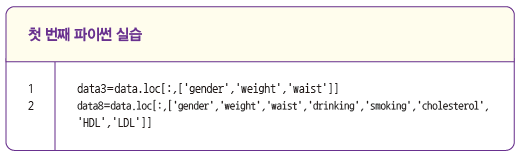 첫 번째 파이썬 실습
1 data3=data.loc[:,['gender','weight','waist']]
2 data8=data.loc[:,['gender','weight','waist','drinking','smoking','cholesterol',
'HDL','LDL']]